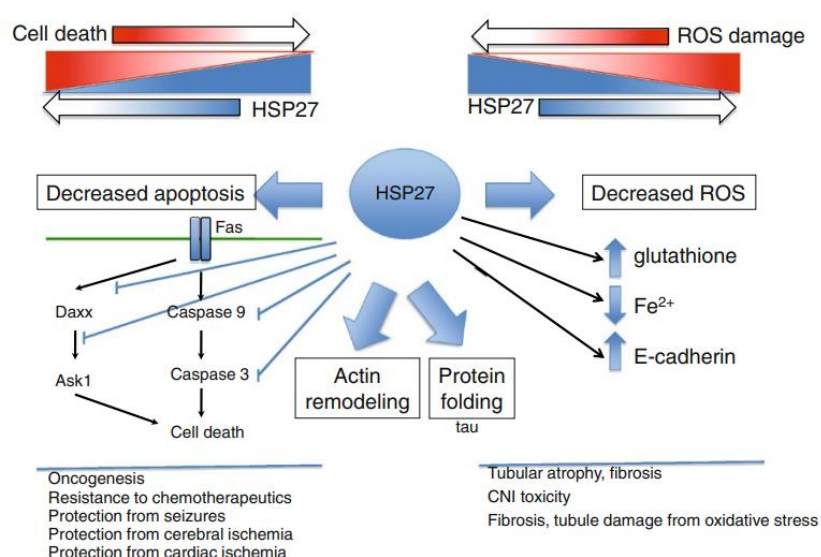 Cell death
HSP27
ROS damage
HSP27
Decreased apoptosis
HSP27
Decreased ROS
Fas
Daxx
Caspase 9
Ask1
Caspase 3
Cell death
glutathione
Fe²⁺
E-cadherin
Actin
remodeling
Protein
folding
tau
Oncogenesis
Resistance to chemotherapeutics
Protection from seizures
Protection from cerebral ischemia
Protection from cardiac ischemia
Tubular atrophy, fibrosis
CNI toxicity
Fibrosis, tubule damage from oxidative stress